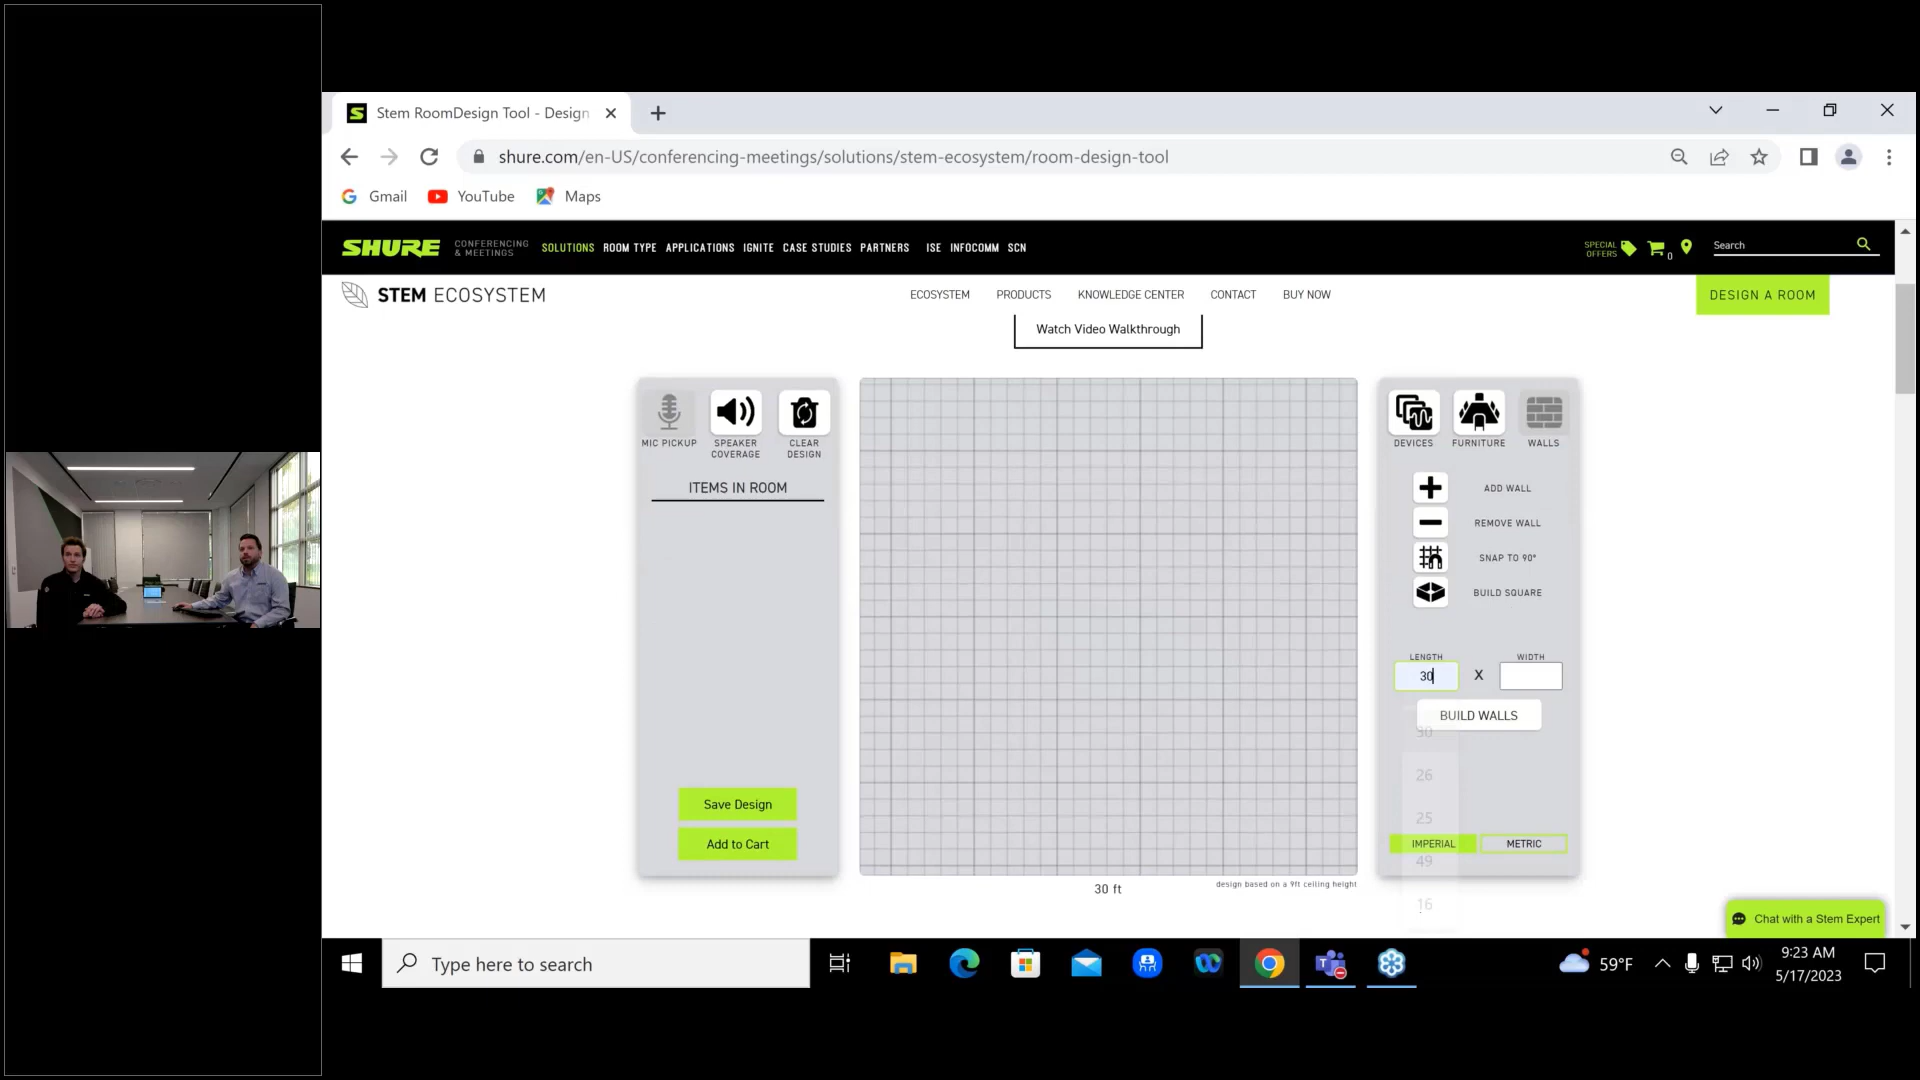 Stem RoomDesign Tool - Design
shure.com/en-US/conferencing-meetings/solutions/stem-ecosystem/room-design-tool
Gmail
YouTube
Maps
SHURE
CONFERENCING
& MEETINGS
SOLUTIONS
ROOM TYPE
APPLICATIONS
IGNITE
CASE STUDIES
PARTNERS
ISE
INFOCOMM
SCN
SPECIAL
OFFERS
0
Search
STEM ECOSYSTEM
ECOSYSTEM
PRODUCTS
KNOWLEDGE CENTER
CONTACT
BUY NOW
DESIGN A ROOM
Watch Video Walkthrough
MIC PICKUP
SPEAKER
COVERAGE
CLEAR
DESIGN
ITEMS IN ROOM
Save Design
Add to Cart
30 ft
design based on a 9ft ceiling height
DEVICES
FURNITURE
WALLS
ADD WALL
REMOVE WALL
SNAP TO 90°
BUILD SQUARE
LENGTH
WIDTH
30
X
BUILD WALLS
30
26
25
IMPERIAL
METRIC
49
16
Chat with a Stem Expert
Type here to search
59°F
9:23 AM
5/17/2023